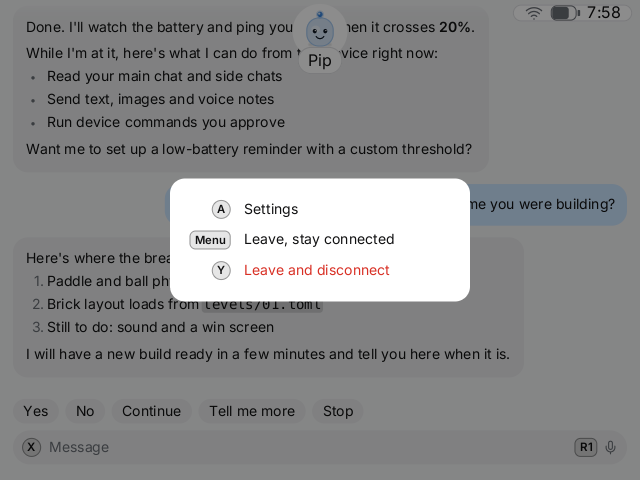 7:58
Done. I'll watch the battery and ping you en it crosses 20%.
Pip
While I'm at it, here's what I can do from vice right now:
• Read your main chat and side chats
• Send text, images and voice notes
• Run device commands you approve
Want me to set up a low-battery reminder with a custom threshold?
me you were building?
A Settings
Menu Leave, stay connected
Y Leave and disconnect
Here's where the brea
1. Paddle and ball ph
2. Brick layout loads from levels/01.toml
3. Still to do: sound and a win screen
I will have a new build ready in a few minutes and tell you here when it is.
Yes No Continue Tell me more Stop
X Message R1